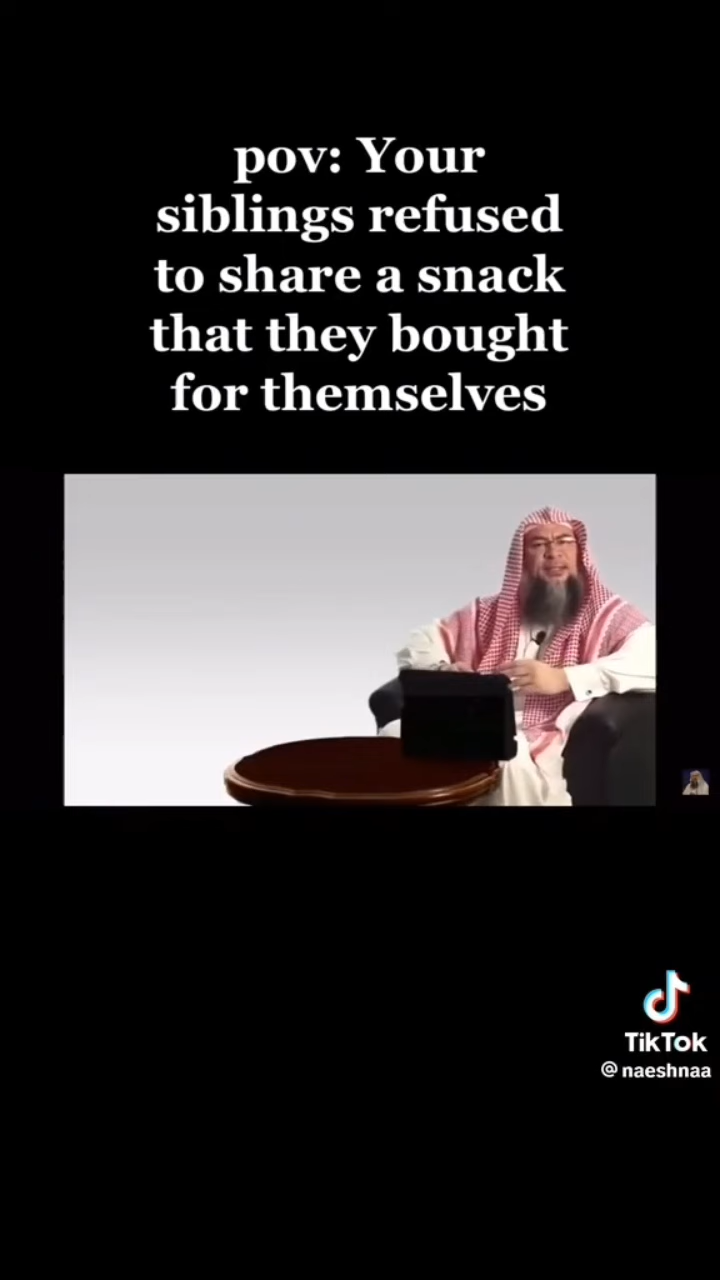 pov: Your
siblings refused
to share a snack
that they bought
for themselves
TikTok
@naeshnaa